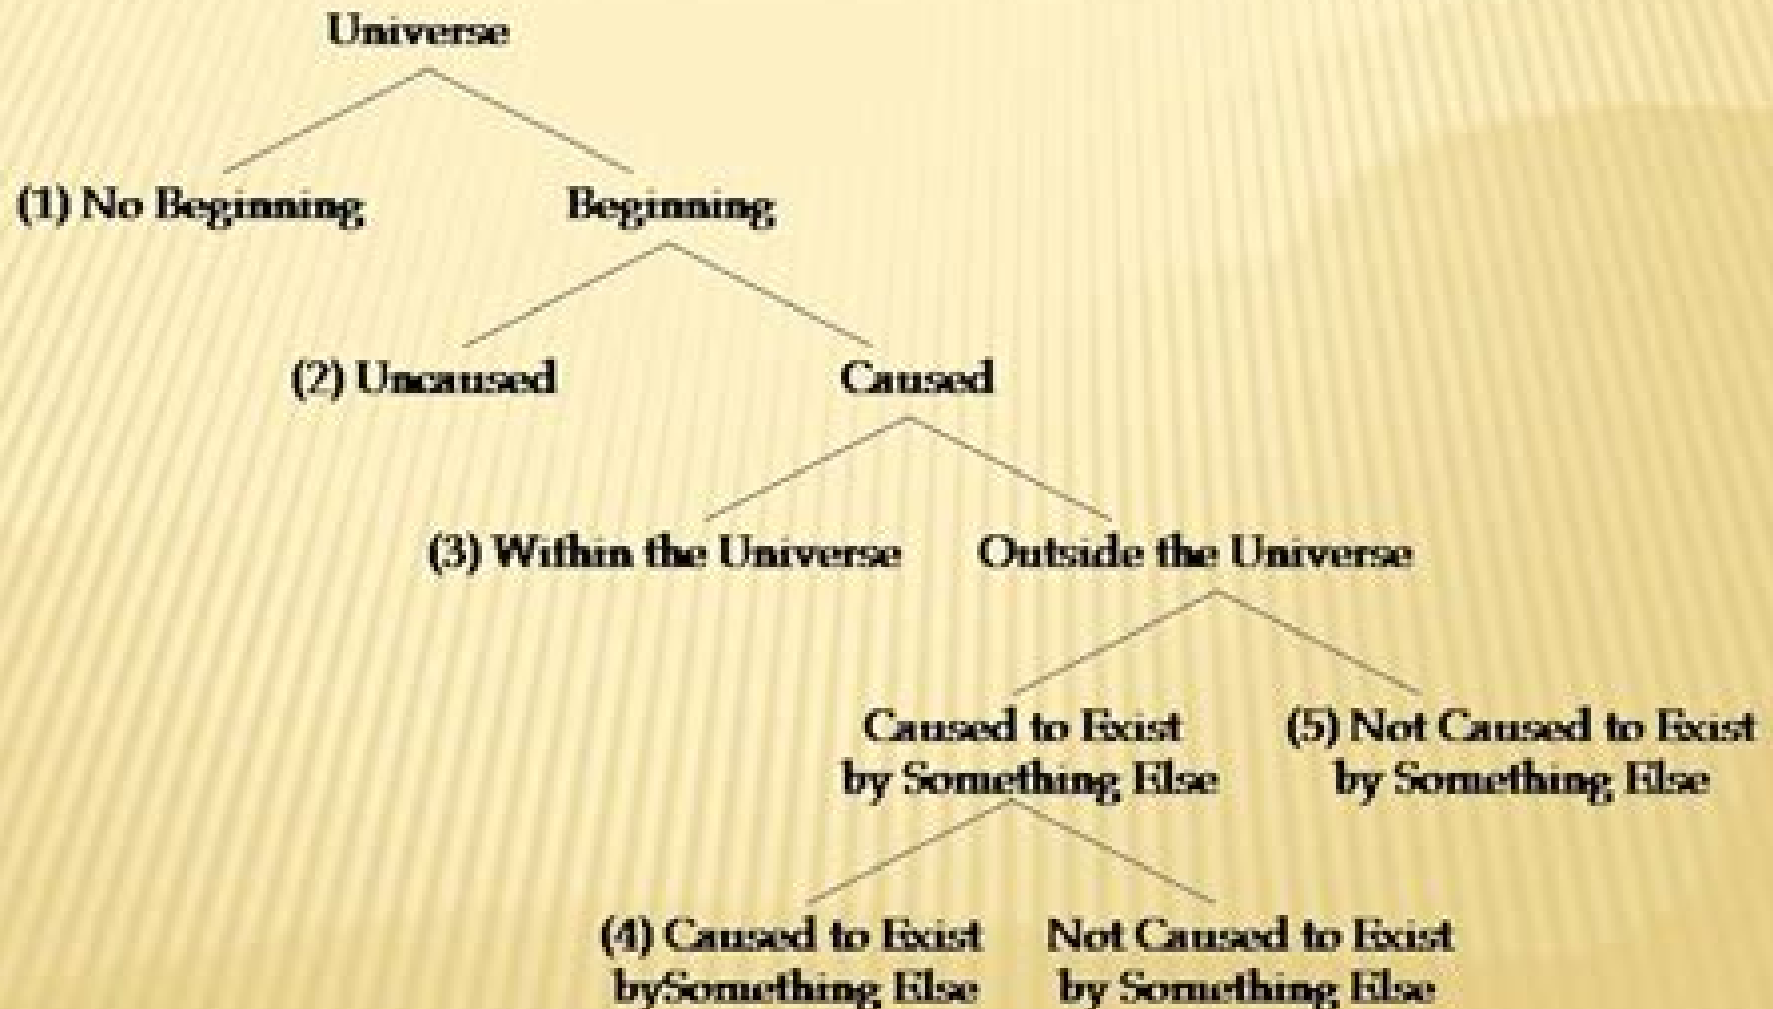 Universe
(1) No Beginning
Beginning
(2) Uncaused
Caused
(3) Within the Universe
Outside the Universe
Caused to Exist
by Something Else
(5) Not Caused to Exist
by Something Else
(4) Caused to Exist
bySomething Else
Not Caused to Exist
by Something Else